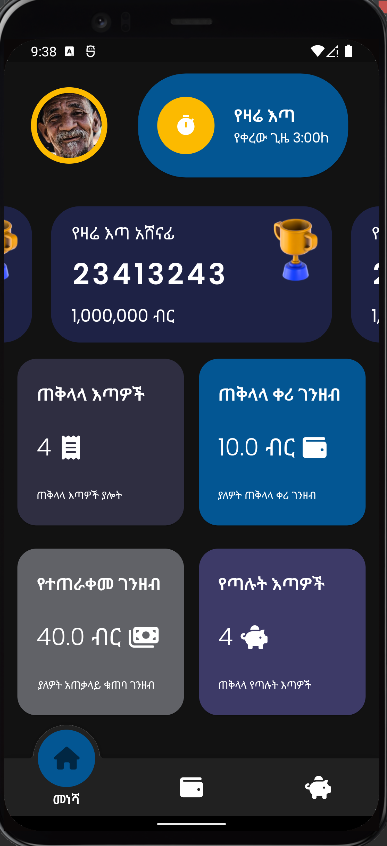 9:38
የዛሬ እጣ
የቀረው ጊዜ 3:00h
የዛሬ እጣ አሸናፊ
23413243
1,000,000 ብር
ጠቅላላ እጣዎች
ጠቅላላ ቀሪ ገንዘብ
4
10.0 ብር
ጠቅላላ እጣዎች ያሎት
ያለዎት ጠቅላላ ቀሪ ገንዘብ
የተጠራቀመ ገንዘብ
የጣሉት እጣዎች
40.0 ብር
4
ያለዎት አጠቃላይ ቁጠባ ገንዘብ
ጠቅላላ የጣሉት እጣዎች
መነሻ